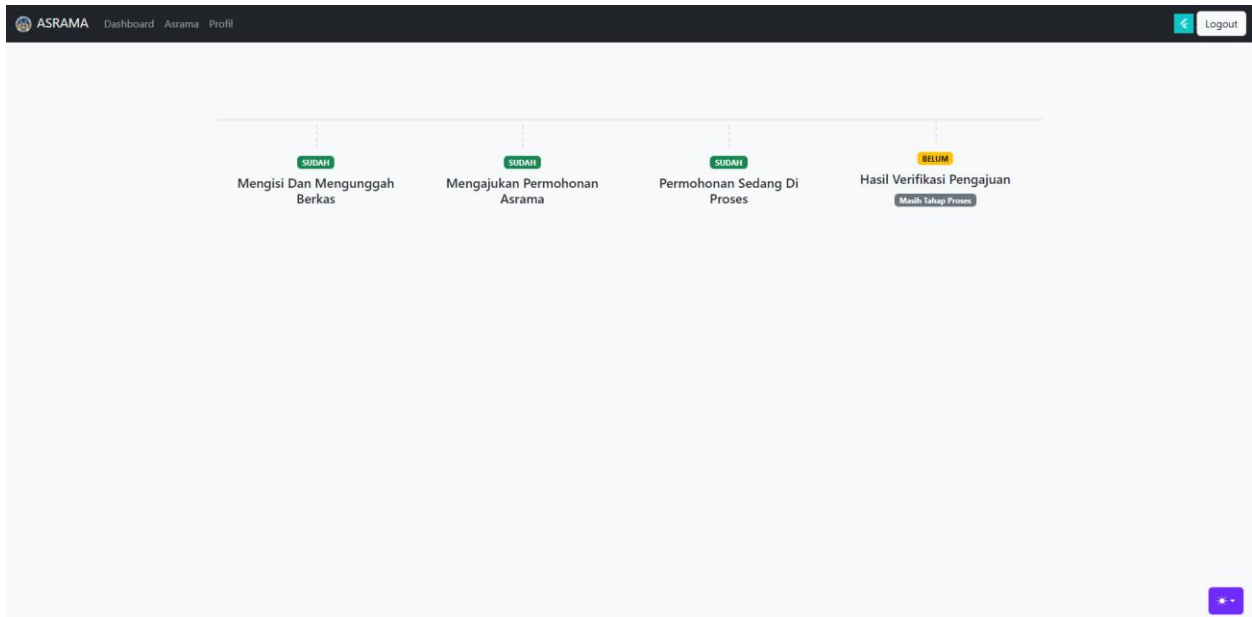 ASRAMA Dashboard Asrama Profil Logout
SUDAH SUDAH SUDAH BELUM
Mengisi Dan Mengunggah Berkas
Mengajukan Permohonan Asrama
Permohonan Sedang Di Proses
Hasil Verifikasi Pengajuan
Masih Tahap Proses